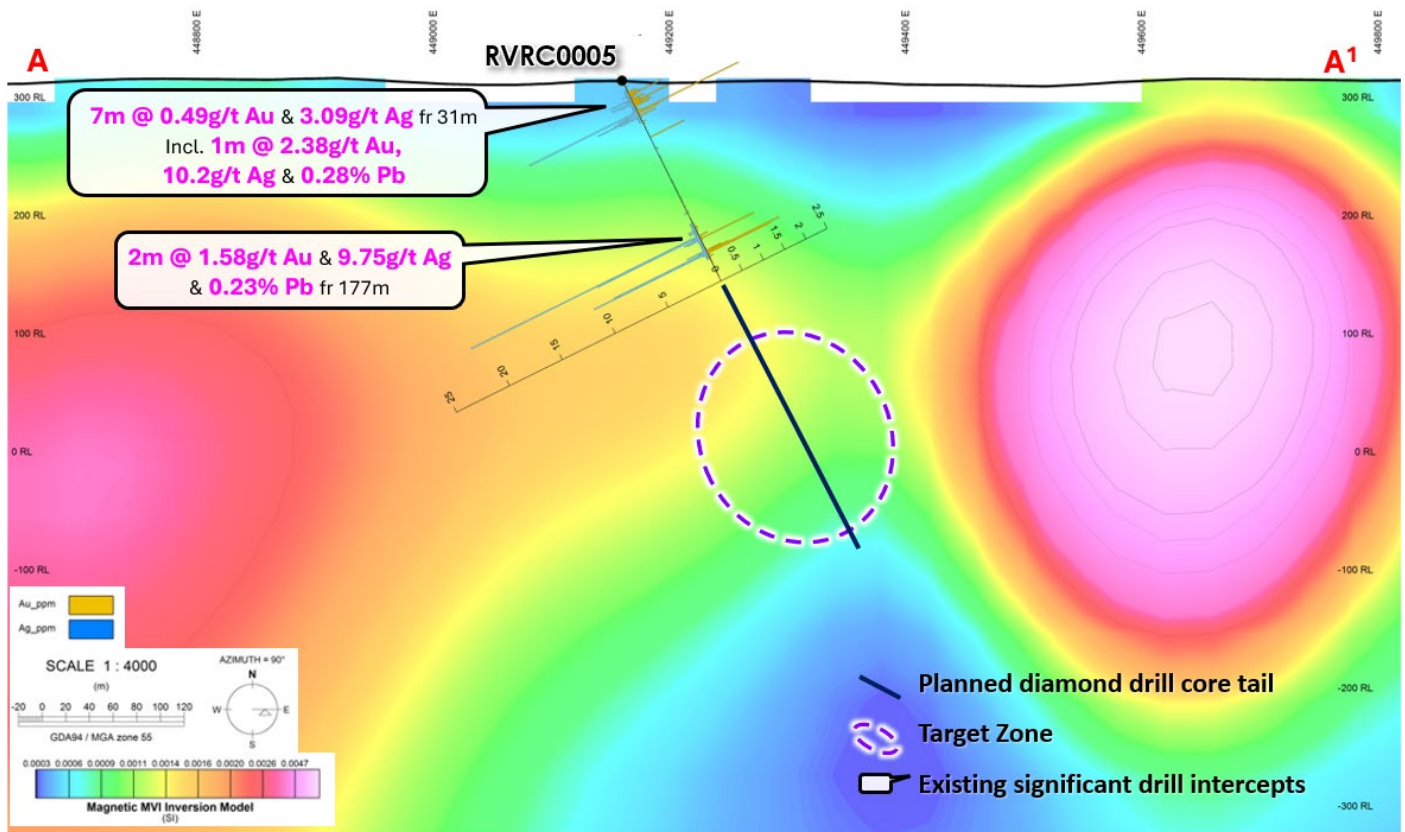 448800 E
449000 E
449200 E
449400 E
449600 E
449800 E
A
RVRC0005
A1
300 RL
300 RL
7m @ 0.49g/t Au & 3.09g/t Ag fr 31m
Incl. 1m @ 2.38g/t Au,
10.2g/t Ag & 0.28% Pb
200 RL
200 RL
2m @ 1.58g/t Au & 9.75g/t Ag
& 0.23% Pb fr 177m
0 0.5 1 1.5 2 2.5
5 10 15 20 25
100 RL
100 RL
0 RL
0 RL
-100 RL
-100 RL
Au_ppm
Ag_ppm
SCALE 1 : 4000
(m)
-20 0 20 40 60 80 100 120
GDA94 / MGA zone 55
AZIMUTH = 90°
N
W E
S
0.0003 0.0006 0.0009 0.0011 0.0014 0.0016 0.0020 0.0026 0.0047
Magnetic MVI Inversion Model
(SI)
Planned diamond drill core tail
-200 RL
Target Zone
Existing significant drill intercepts
-300 RL